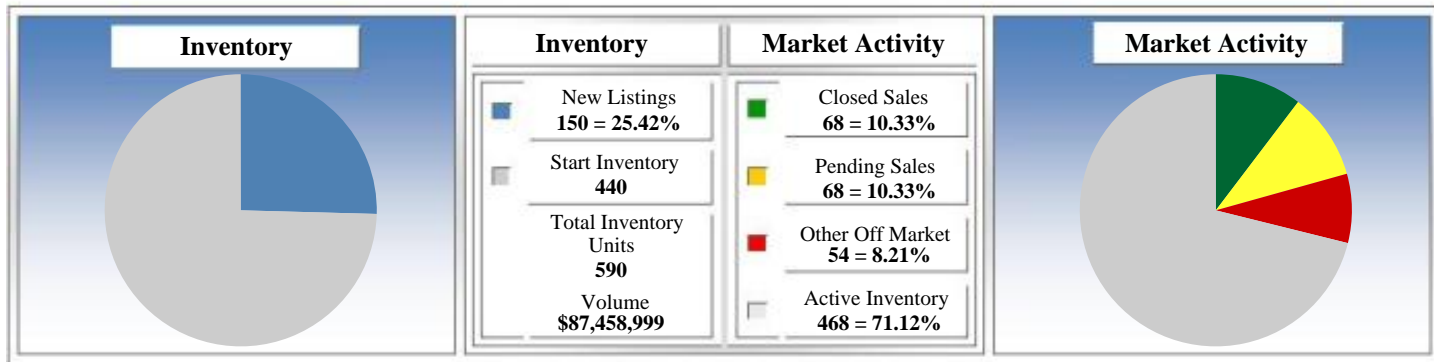 Inventory
Inventory
New Listings
150 = 25.42%
Start Inventory
440
Total Inventory
Units
590
Volume
$87,458,999
Market Activity
Closed Sales
68 = 10.33%
Pending Sales
68 = 10.33%
Other Off Market
54 = 8.21%
Active Inventory
468 = 71.12%
Market Activity